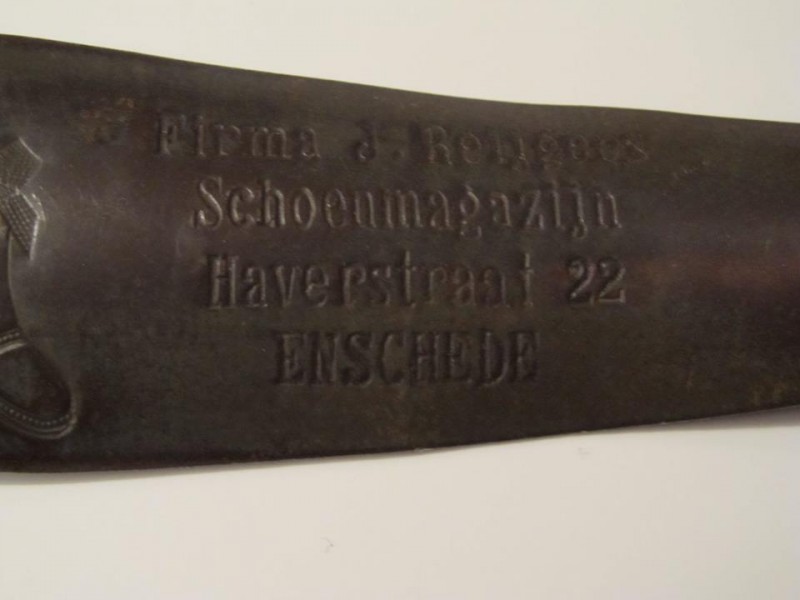 Firma J.
Schoenmagazijn
Haverstraat 22
ENSCHEDE